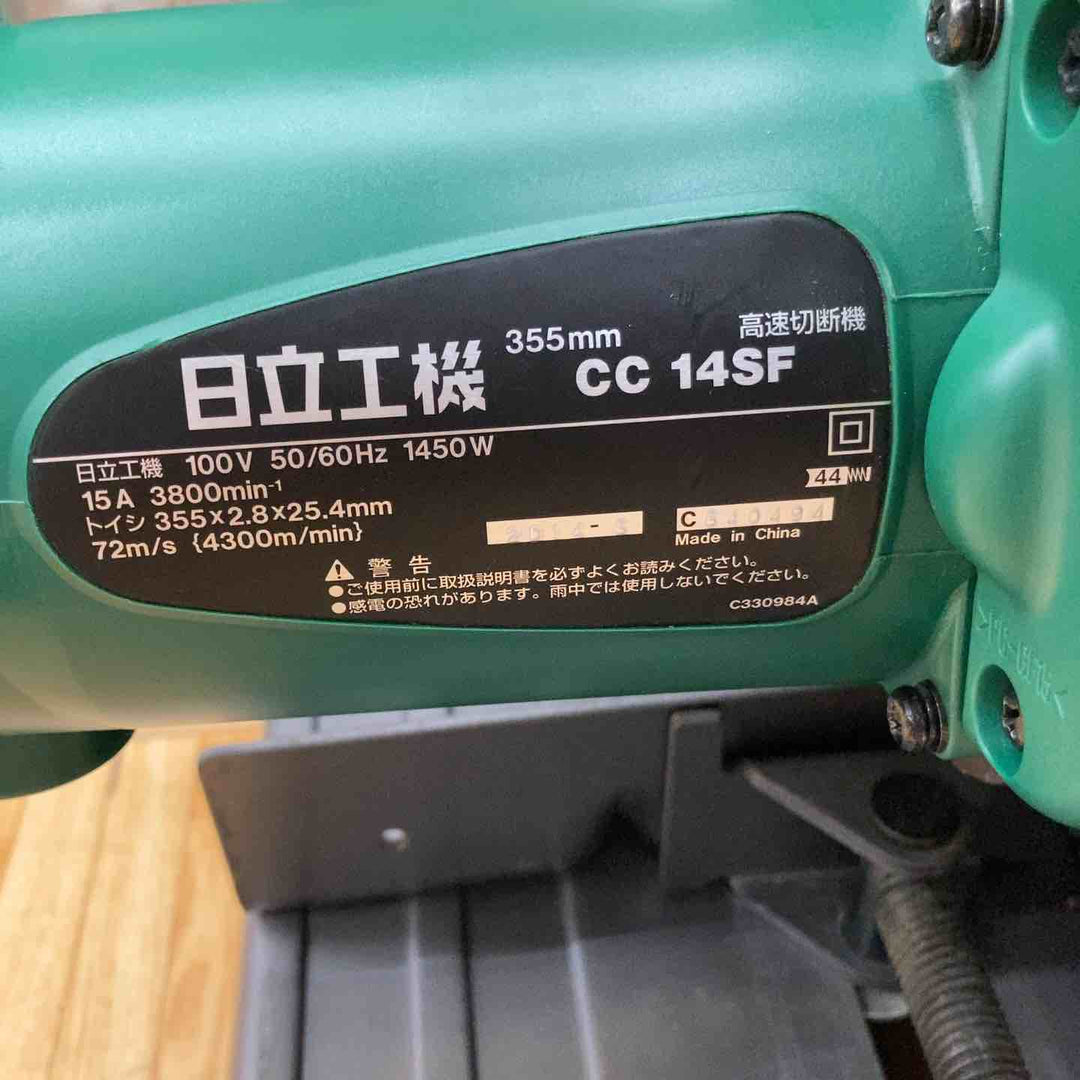 355mm
高速切断機
日立工機
CC 14SF
日立工機 100V 50/60Hz 1450W
15A 3800min⁻¹
トイシ 355×2.8×25.4mm
72m/s {4300m/min}
44
C640494
Made in China
警告
●ご使用前に取扱説明書を必ずよくお読みください。
●感電の恐れがあります。雨中では使用しないでください。
C330984A